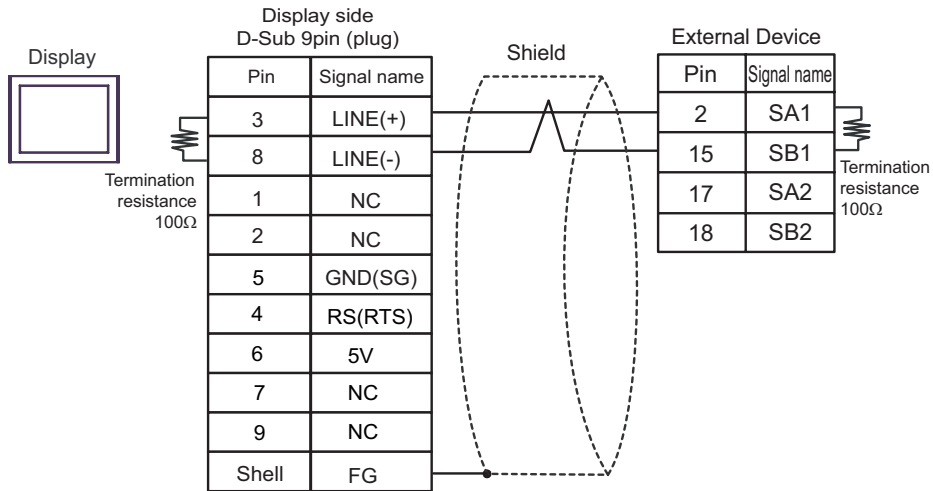 Display
Display side
D-Sub 9pin (plug)
Pin Signal name
3 LINE(+)
8 LINE(-)
1 NC
2 NC
5 GND(SG)
4 RS(RTS)
6 5V
7 NC
9 NC
Shell FG
Termination
resistance
100Ω
Shield
External Device
Pin Signal name
2 SA1
15 SB1
17 SA2
18 SB2
Termination
resistance
100Ω